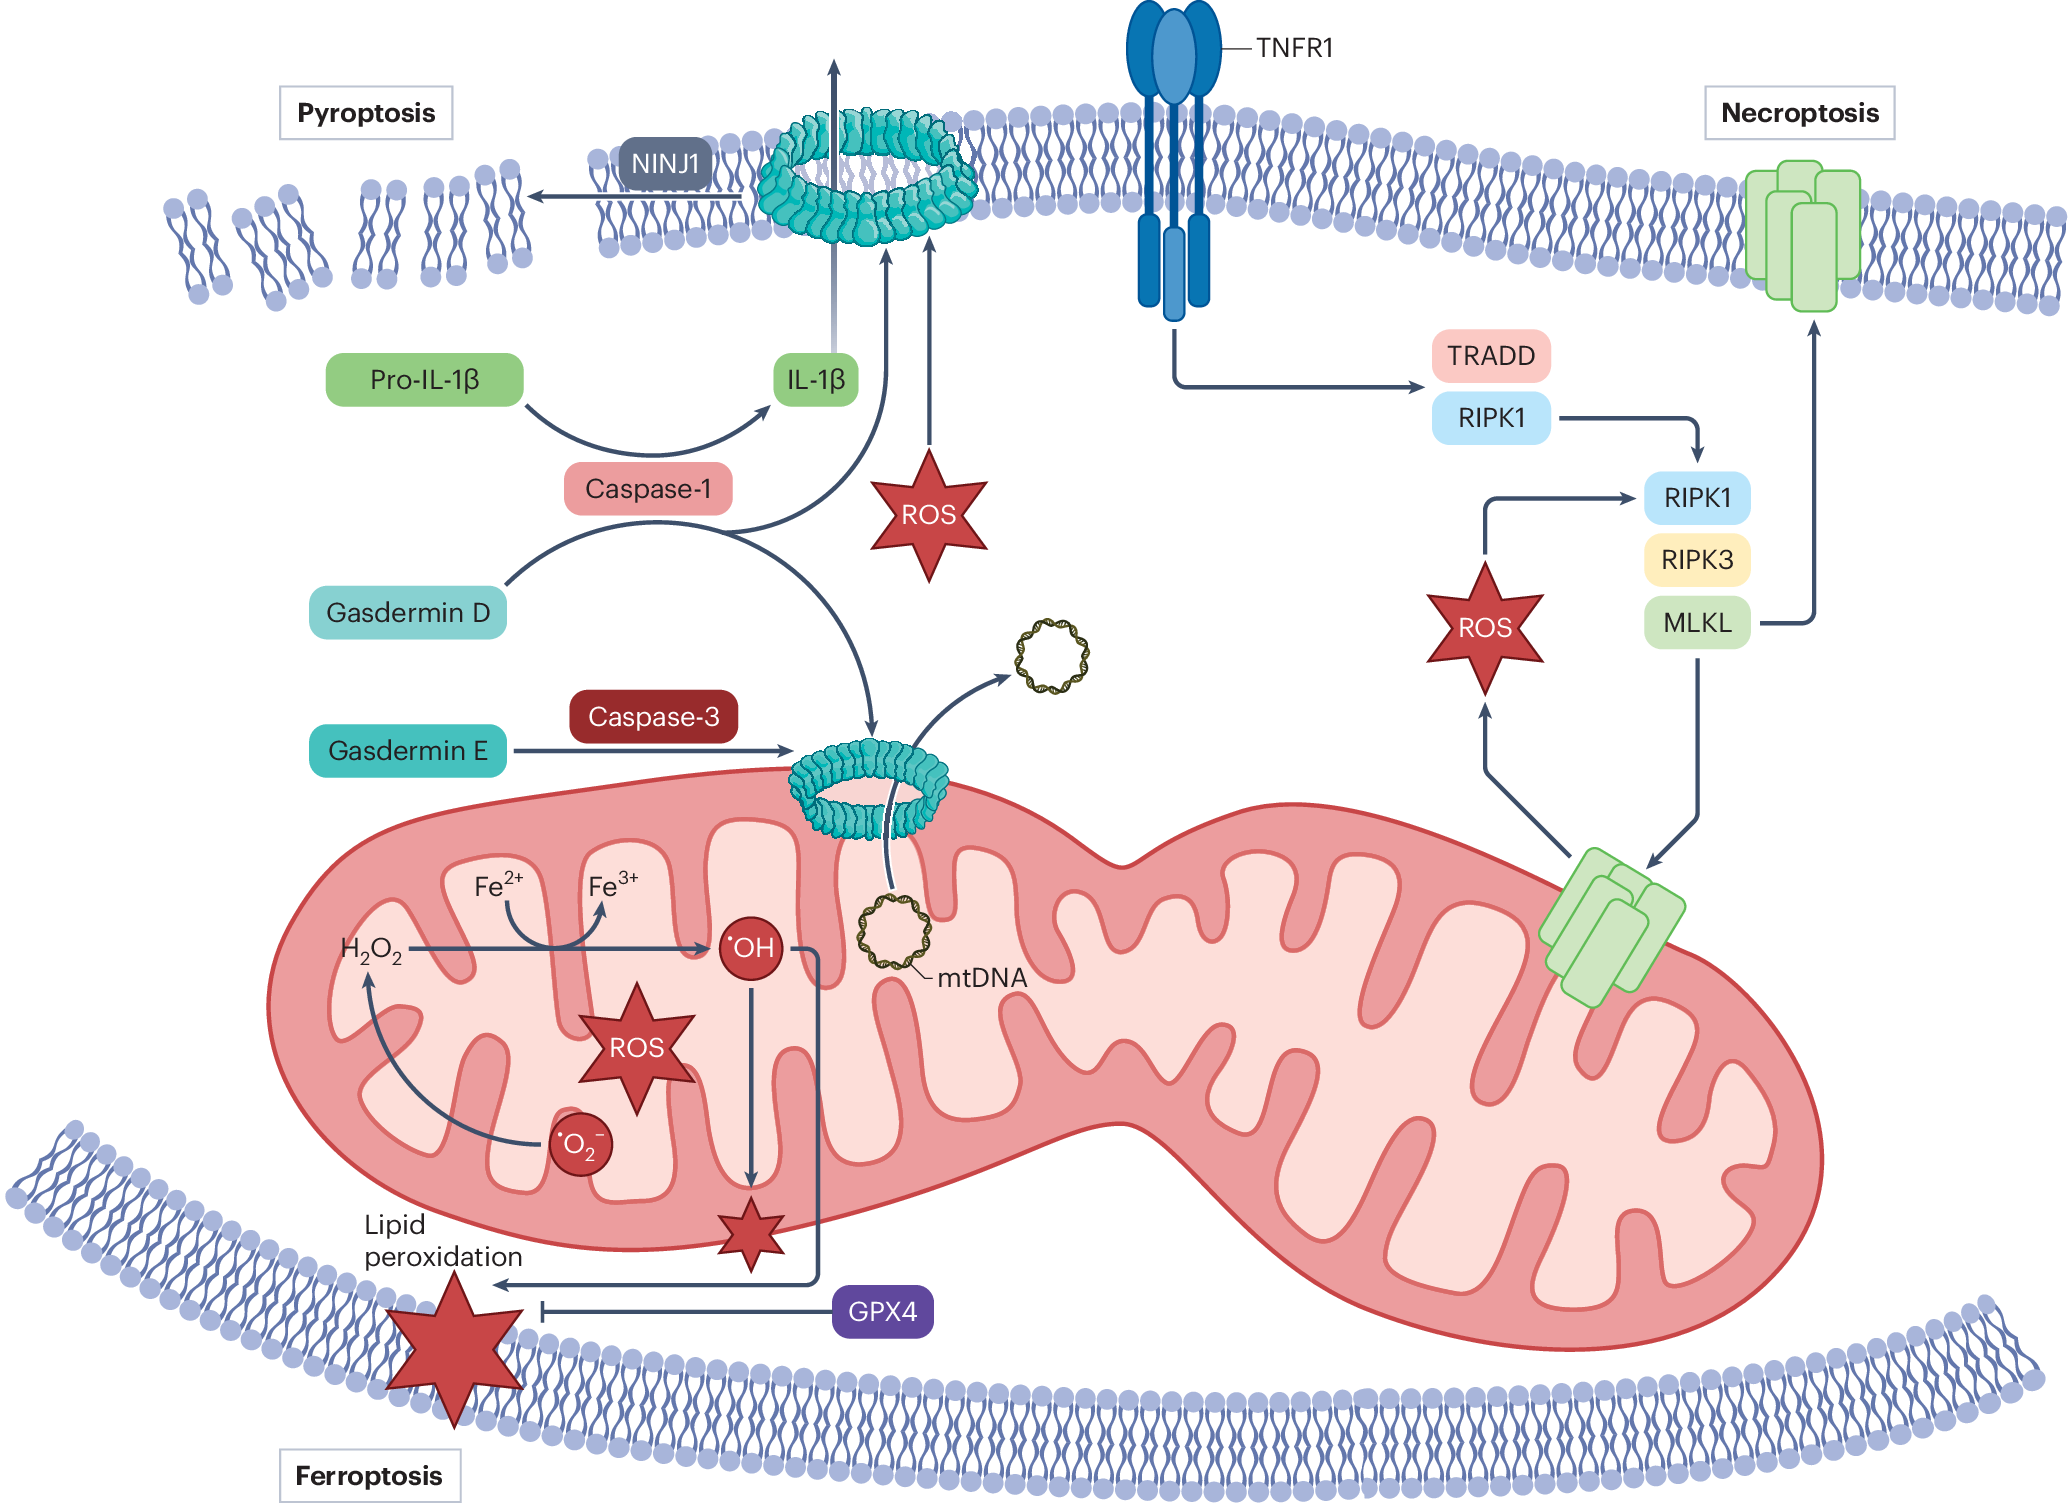 TNFR1
Pyroptosis
Necroptosis
NINJ1
TRADD
Pro-IL-1β
IL-1β
RIPK1
Caspase-1
RIPK1
ROS
RIPK3
Gasdermin D
MLKL
ROS
Caspase-3
Gasdermin E
Fe²⁺
Fe³⁺
H₂O₂
•OH
mtDNA
ROS
•O₂⁻
Lipid
peroxidation
GPX4
Ferroptosis